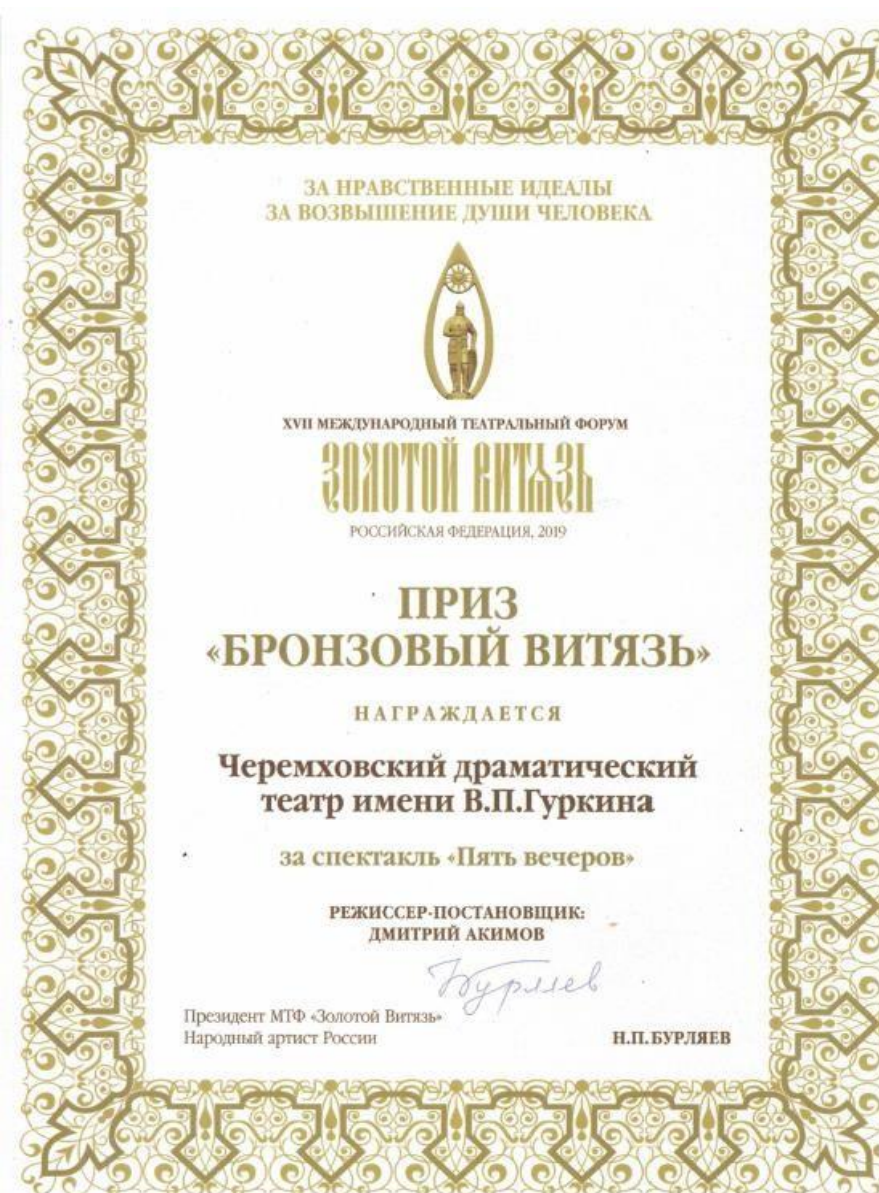 ЗА НРАВСТВЕННЫЕ ИДЕАЛЫ
ЗА ВОЗВЫШЕНИЕ ДУШИ ЧЕЛОВЕКА
XVII МЕЖДУНАРОДНЫЙ ТЕАТРАЛЬНЫЙ ФОРУМ
ЗОЛОТОЙ ВИТѦЗЬ
РОССИЙСКАЯ ФЕДЕРАЦИЯ, 2019
ПРИЗ
«БРОНЗОВЫЙ ВИТЯЗЬ»
НАГРАЖДАЕТСЯ
Черемховский драматический
театр имени В.П.Гуркина
за спектакль «Пять вечеров»
РЕЖИССЕР-ПОСТАНОВЩИК:
ДМИТРИЙ АКИМОВ
Бурляев
Президент МТФ «Золотой Витязь»
Народный артист России
Н.П. БУРЛЯЕВ